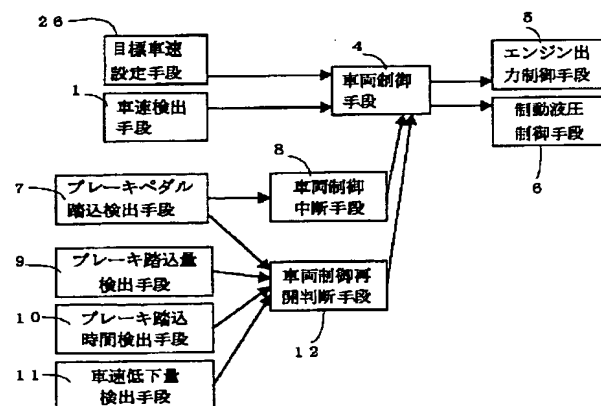 26
目標車速
設定手段
1
車速検出
手段
4
車両制御
手段
5
エンジン出
力制御手段
制動液圧
制御手段
6
7
ブレーキペダル
踏込検出手段
8
車両制御
中断手段
9
ブレーキ踏込量
検出手段
10
ブレーキ踏込
時間検出手段
11
車速低下量
検出手段
車両制御再
開判断手段
12